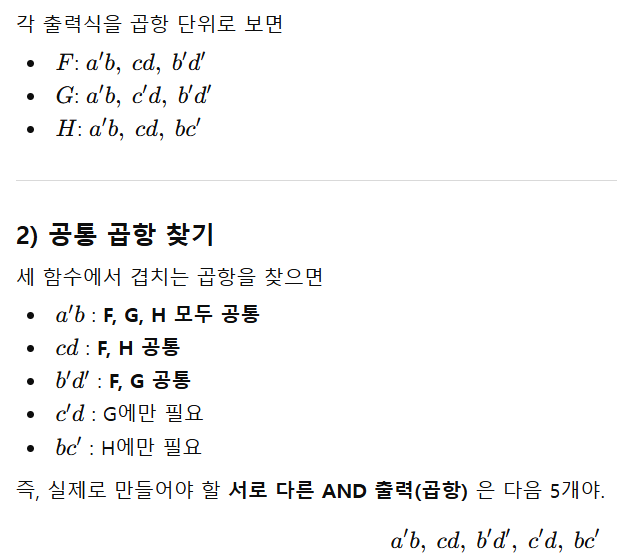 각 출력식을 곱항 단위로 보면
• F: a′b, cd, b′d′
• G: a′b, c′d, b′d′
• H: a′b, cd, bc′
2) 공통 곱항 찾기
세 함수에서 겹치는 곱항을 찾으면
• a′b : F, G, H 모두 공통
• cd : F, H 공통
• b′d′ : F, G 공통
• c′d : G에만 필요
• bc′ : H에만 필요
즉, 실제로 만들어야 할 서로 다른 AND 출력(곱항) 은 다음 5개야.
a′b, cd, b′d′, c′d, bc′